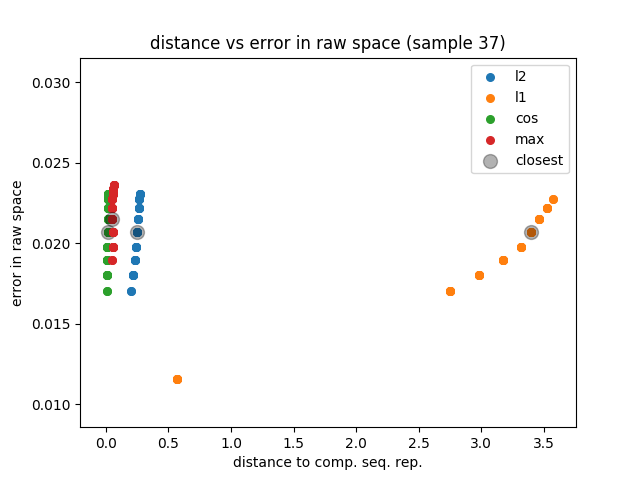 distance vs error in raw space (sample 37)
l2
l1
cos
max
closest
0.030
0.025
0.020
0.015
0.010
error in raw space
0.0 0.5 1.0 1.5 2.0 2.5 3.0 3.5
distance to comp. seq. rep.